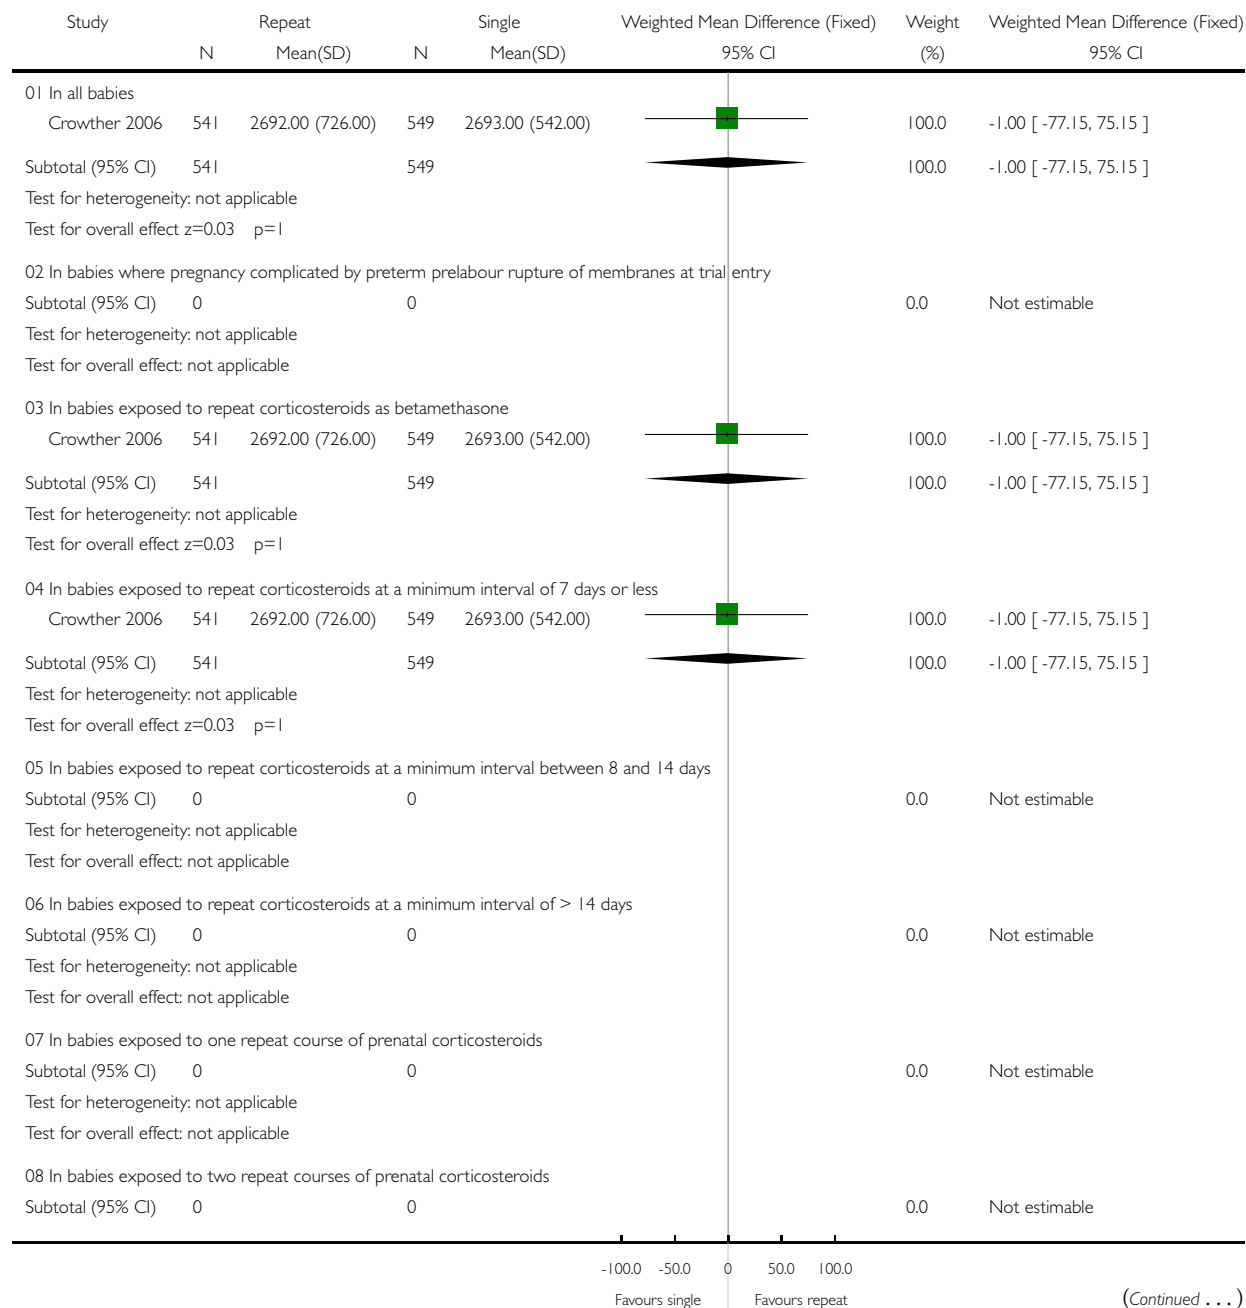 Study Repeat Single Weighted Mean Difference (Fixed) Weight Weighted Mean Difference (Fixed)
N Mean(SD) N Mean(SD) 95% CI (%) 95% CI
01 In all babies
Crowther 2006 541 2692.00 (726.00) 549 2693.00 (542.00) 100.0 -1.00 [ -77.15, 75.15 ]
Subtotal (95% CI) 541 549 100.0 -1.00 [ -77.15, 75.15 ]
Test for heterogeneity: not applicable
Test for overall effect z=0.03 p=1
02 In babies where pregnancy complicated by preterm prelabour rupture of membranes at trial entry
Subtotal (95% CI) 0 0 0.0 Not estimable
Test for heterogeneity: not applicable
Test for overall effect: not applicable
03 In babies exposed to repeat corticosteroids as betamethasone
Crowther 2006 541 2692.00 (726.00) 549 2693.00 (542.00) 100.0 -1.00 [ -77.15, 75.15 ]
Subtotal (95% CI) 541 549 100.0 -1.00 [ -77.15, 75.15 ]
Test for heterogeneity: not applicable
Test for overall effect z=0.03 p=1
04 In babies exposed to repeat corticosteroids at a minimum interval of 7 days or less
Crowther 2006 541 2692.00 (726.00) 549 2693.00 (542.00) 100.0 -1.00 [ -77.15, 75.15 ]
Subtotal (95% CI) 541 549 100.0 -1.00 [ -77.15, 75.15 ]
Test for heterogeneity: not applicable
Test for overall effect z=0.03 p=1
05 In babies exposed to repeat corticosteroids at a minimum interval between 8 and 14 days
Subtotal (95% CI) 0 0 0.0 Not estimable
Test for heterogeneity: not applicable
Test for overall effect: not applicable
06 In babies exposed to repeat corticosteroids at a minimum interval of > 14 days
Subtotal (95% CI) 0 0 0.0 Not estimable
Test for heterogeneity: not applicable
Test for overall effect: not applicable
07 In babies exposed to one repeat course of prenatal corticosteroids
Subtotal (95% CI) 0 0 0.0 Not estimable
Test for heterogeneity: not applicable
Test for overall effect: not applicable
08 In babies exposed to two repeat courses of prenatal corticosteroids
Subtotal (95% CI) 0 0 0.0 Not estimable
-100.0 -50.0 0 50.0 100.0
Favours single Favours repeat (Continued . . . )